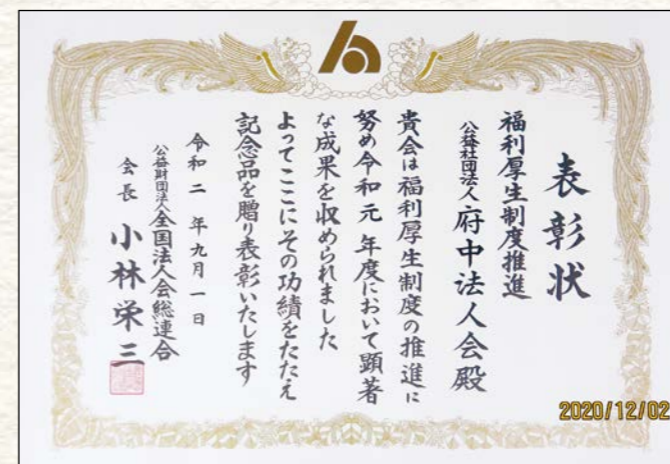 表彰状
福利厚生制度推進
公益社団法人 府中法人会殿
貴会は福利厚生制度の推進に
努め令和元年度において顕著
な成果を収められました
よってここにその功績をたたえ
記念品を贈り表彰いたします
令和二年九月一日
公益財団法人全国法人会総連合
会長 小林栄三
2020/12/02